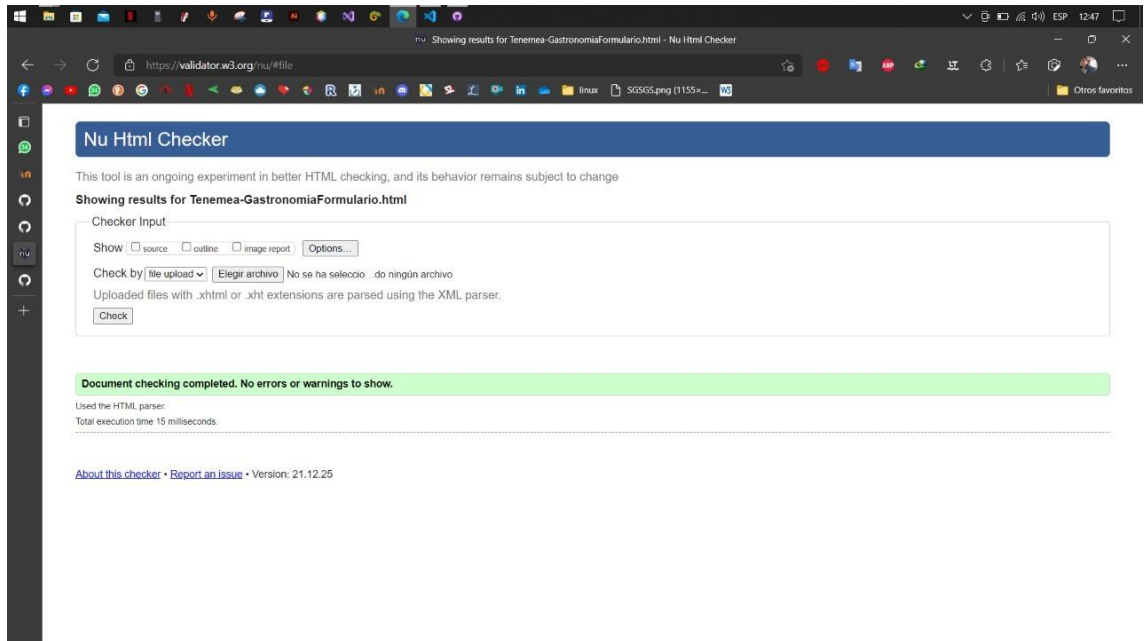 ESP 12:47
Showing results for Tenemea-GastronomiaFormulario.html - Nu Html Checker
https://validator.w3.org/nu/#file
linux SGSGS.png (1155×... Otros favoritos
Nu Html Checker
This tool is an ongoing experiment in better HTML checking, and its behavior remains subject to change
Showing results for Tenemea-GastronomiaFormulario.html
Checker Input
Show source outline image report Options...
Check by file upload Elegir archivo No se ha seleccio...do ningún archivo
Uploaded files with .xhtml or .xht extensions are parsed using the XML parser.
Check
Document checking completed. No errors or warnings to show.
Used the HTML parser.
Total execution time 15 milliseconds.
About this checker • Report an issue • Version: 21.12.25